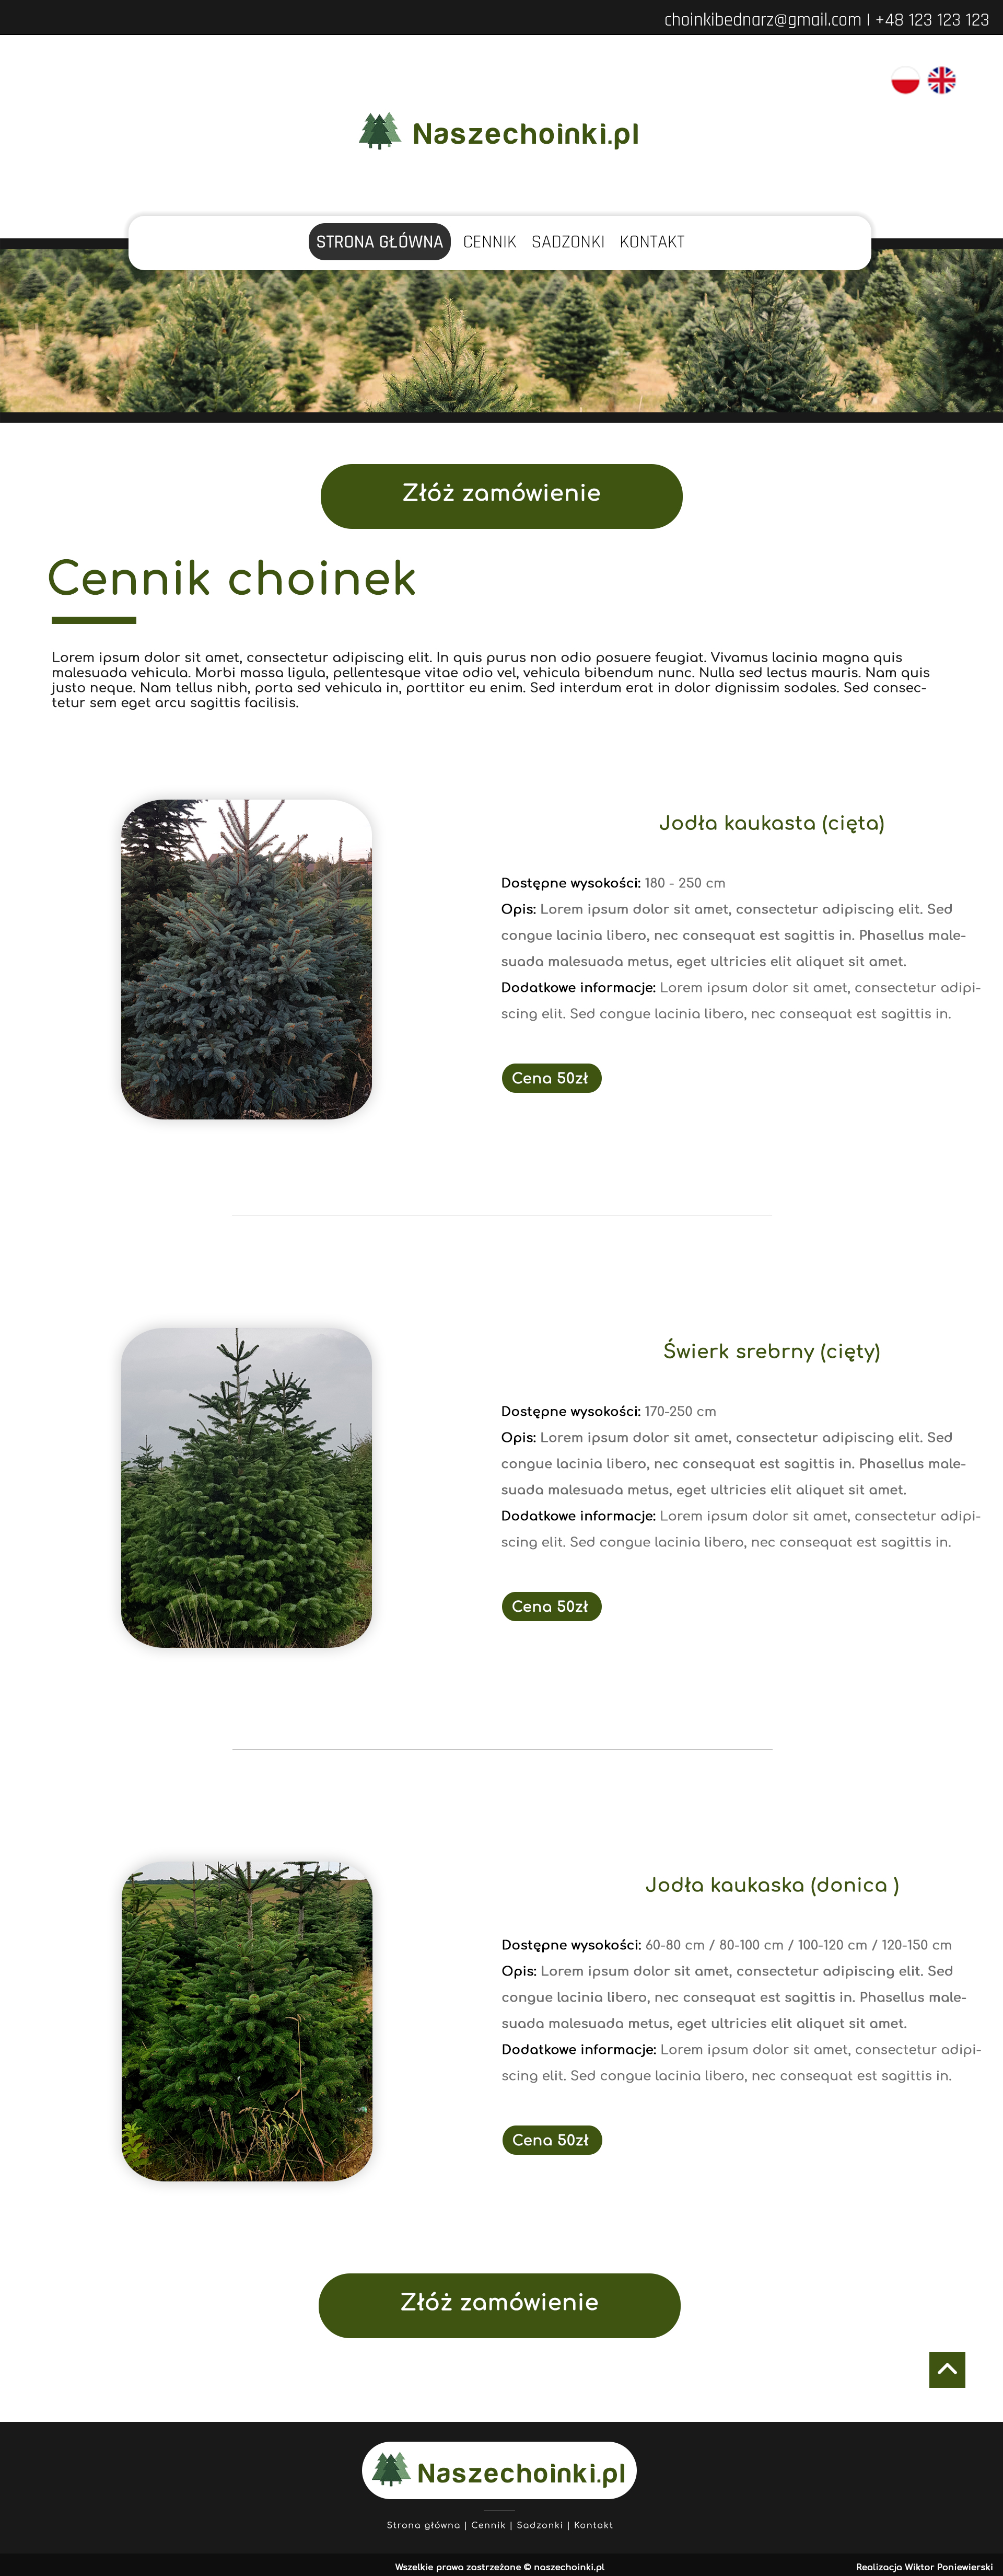 choinkibednarz@gmail.com | +48 123 123 123
Naszechoinki.pl
STRONA GŁÓWNA CENNIK SADZONKI KONTAKT
Złóż zamówienie
Cennik choinek
Lorem ipsum dolor sit amet, consectetur adipiscing elit. In quis purus non odio posuere feugiat. Vivamus lacinia magna quis
malesuada vehicula. Morbi massa ligula, pellentesque vitae odio vel, vehicula bibendum nunc. Nulla sed lectus mauris. Nam quis
justo neque. Nam tellus nibh, porta sed vehicula in, porttitor eu enim. Sed interdum erat in dolor dignissim sodales. Sed consec-
tetur sem eget arcu sagittis facilisis.
Jodła kaukasta (cięta)
Dostępne wysokości: 180 - 250 cm
Opis: Lorem ipsum dolor sit amet, consectetur adipiscing elit. Sed
congue lacinia libero, nec consequat est sagittis in. Phasellus male-
suada malesuada metus, eget ultricies elit aliquet sit amet.
Dodatkowe informacje: Lorem ipsum dolor sit amet, consectetur adipi-
scing elit. Sed congue lacinia libero, nec consequat est sagittis in.
Cena 50zł
Świerk srebrny (cięty)
Dostępne wysokości: 170-250 cm
Opis: Lorem ipsum dolor sit amet, consectetur adipiscing elit. Sed
congue lacinia libero, nec consequat est sagittis in. Phasellus male-
suada malesuada metus, eget ultricies elit aliquet sit amet.
Dodatkowe informacje: Lorem ipsum dolor sit amet, consectetur adipi-
scing elit. Sed congue lacinia libero, nec consequat est sagittis in.
Cena 50zł
Jodła kaukaska (donica )
Dostępne wysokości: 60-80 cm / 80-100 cm / 100-120 cm / 120-150 cm
Opis: Lorem ipsum dolor sit amet, consectetur adipiscing elit. Sed
congue lacinia libero, nec consequat est sagittis in. Phasellus male-
suada malesuada metus, eget ultricies elit aliquet sit amet.
Dodatkowe informacje: Lorem ipsum dolor sit amet, consectetur adipi-
scing elit. Sed congue lacinia libero, nec consequat est sagittis in.
Cena 50zł
Złóż zamówienie
Naszechoinki.pl
Strona główna | Cennik | Sadzonki | Kontakt
Wszelkie prawa zastrzeżone © naszechoinki.pl
Realizacja Wiktor Poniewierski